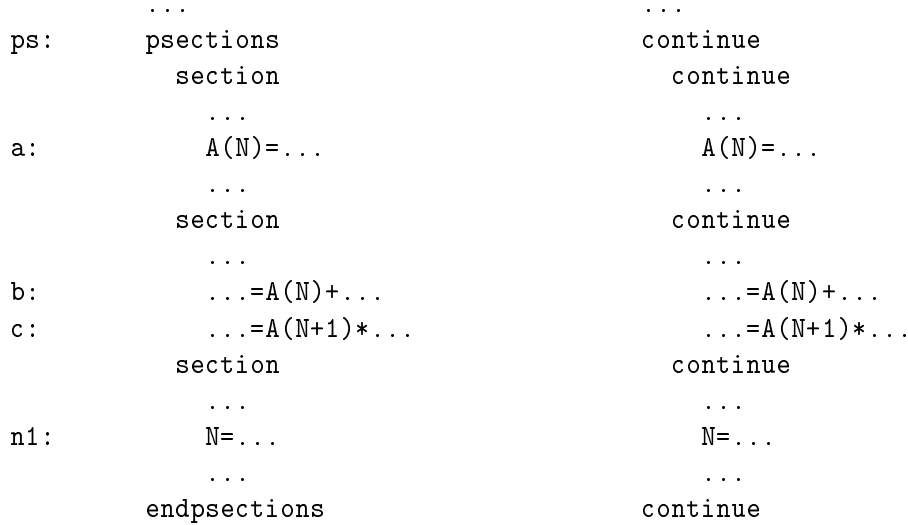 ... ...
ps: psections continue
section continue
... ...
a: A(N)=... A(N)=...
... ...
section continue
... ...
b: ...=A(N)+... ...=A(N)+...
c: ...=A(N+1)*... ...=A(N+1)*...
section continue
... ...
n1: N=... N=...
... ...
endpsections continue